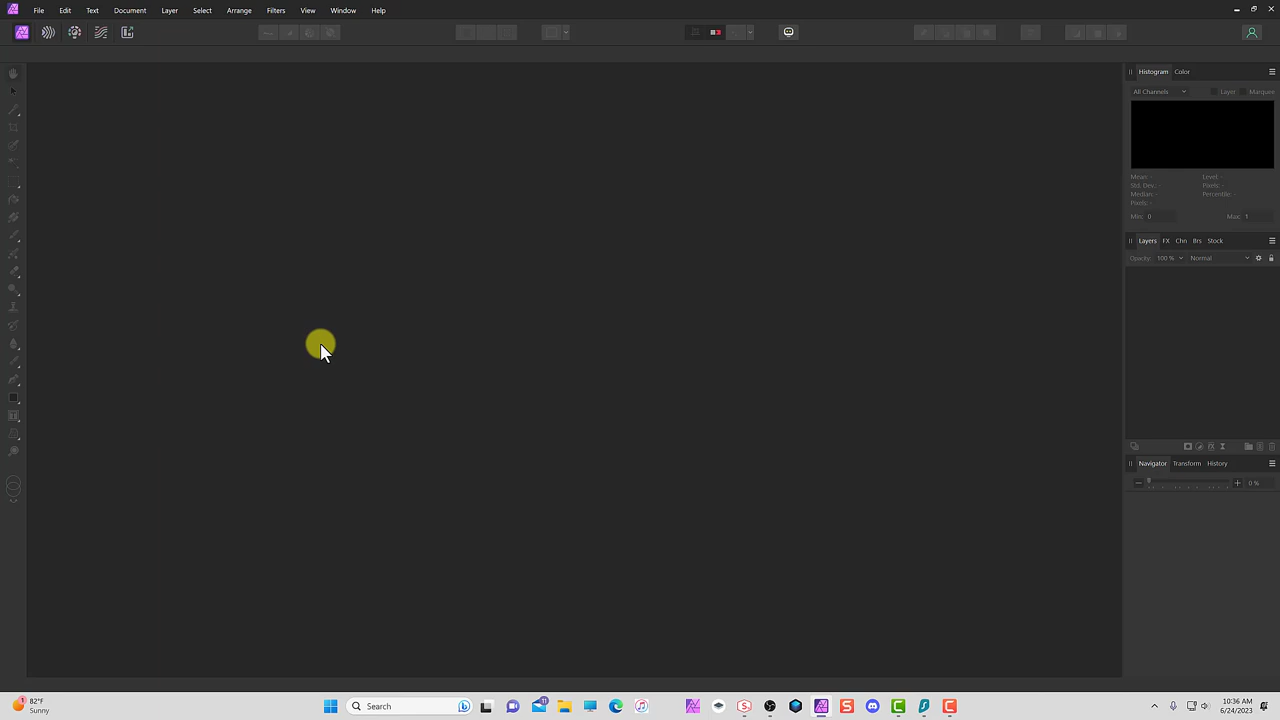 File Edit Text Document Layer Select Arrange Filters View Window Help
Histogram Color
All Channels Layer Marquee
Mean: - Level: -
Std. Dev.: - Pixels: -
Median: - Percentile: -
Pixels: -
Min: 0 Max: 1
Layers FX Chn Brs Stock
Opacity: 100 % Normal
Navigator Transform History
0 %
82°F
Sunny
Search
10:36 AM
6/24/2023